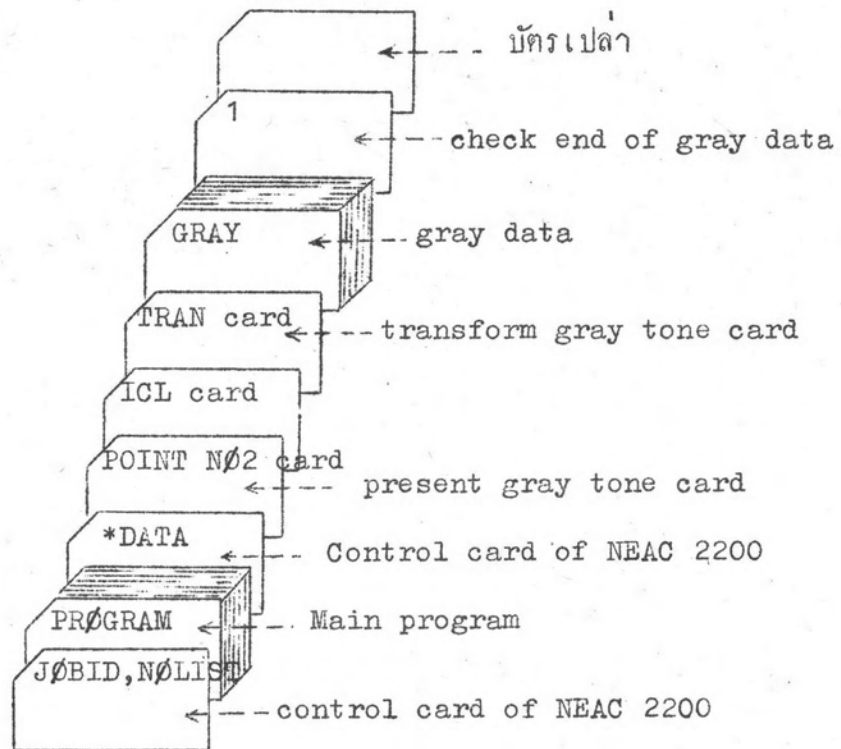 บัตรเปล่า
1
check end of gray data
GRAY
gray data
TRAN card
transform gray tone card
ICL card
POINT NØ2 card
present gray tone card
*DATA
Control card of NEAC 2200
PRØGRAM
Main program
JØBID,NØLIST
control card of NEAC 2200